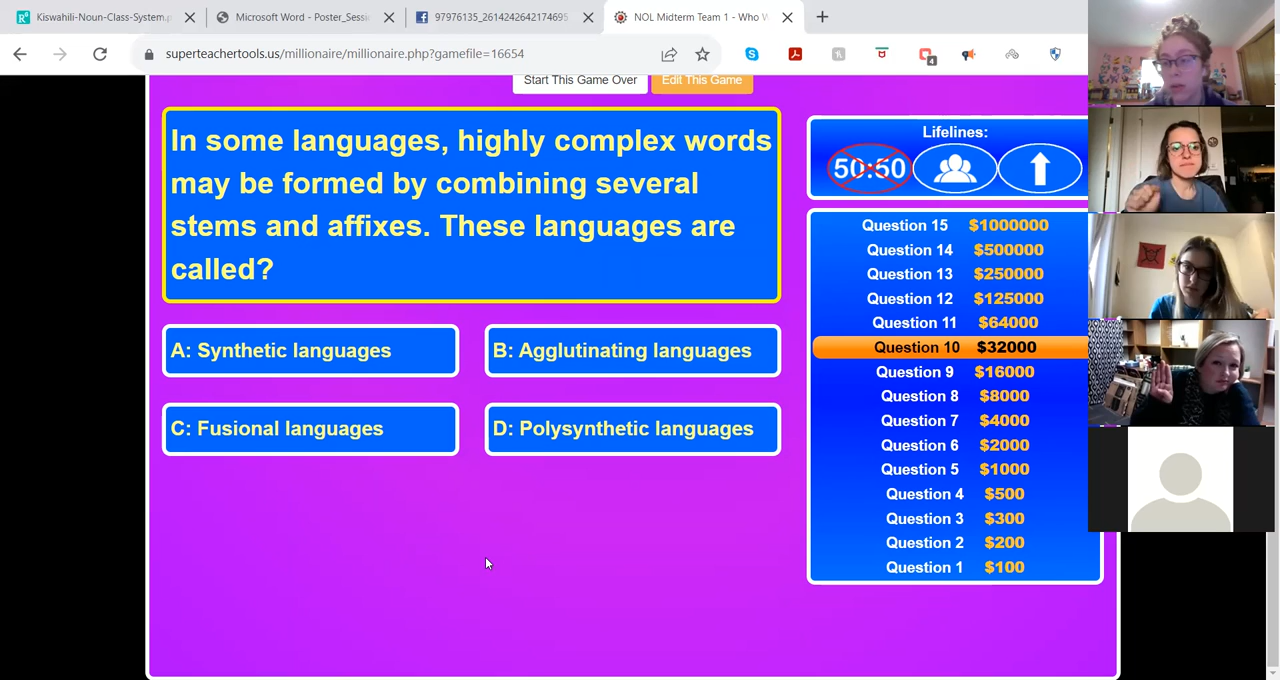 Kiswahili-Noun-Class-System.p
Microsoft Word - Poster_Sessi
97976135_2614242642174695
NOL Midterm Team 1 - Who W
superteachertools.us/millionaire/millionaire.php?gamefile=16654
4
Start This Game Over
Edit This Game
In some languages, highly complex words
may be formed by combining several
stems and affixes. These languages are
called?
A: Synthetic languages
B: Agglutinating languages
C: Fusional languages
D: Polysynthetic languages
Lifelines:
50:50
Question 15 $1000000
Question 14 $500000
Question 13 $250000
Question 12 $125000
Question 11 $64000
Question 10 $32000
Question 9 $16000
Question 8 $8000
Question 7 $4000
Question 6 $2000
Question 5 $1000
Question 4 $500
Question 3 $300
Question 2 $200
Question 1 $100